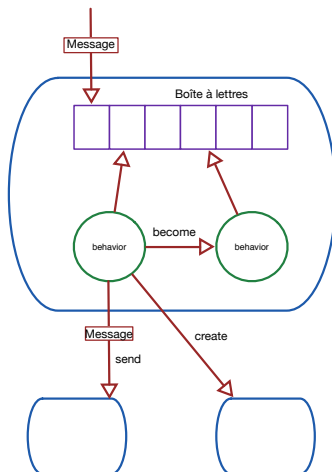 Message
Boîte à lettres
become
behavior
behavior
Message
create
send